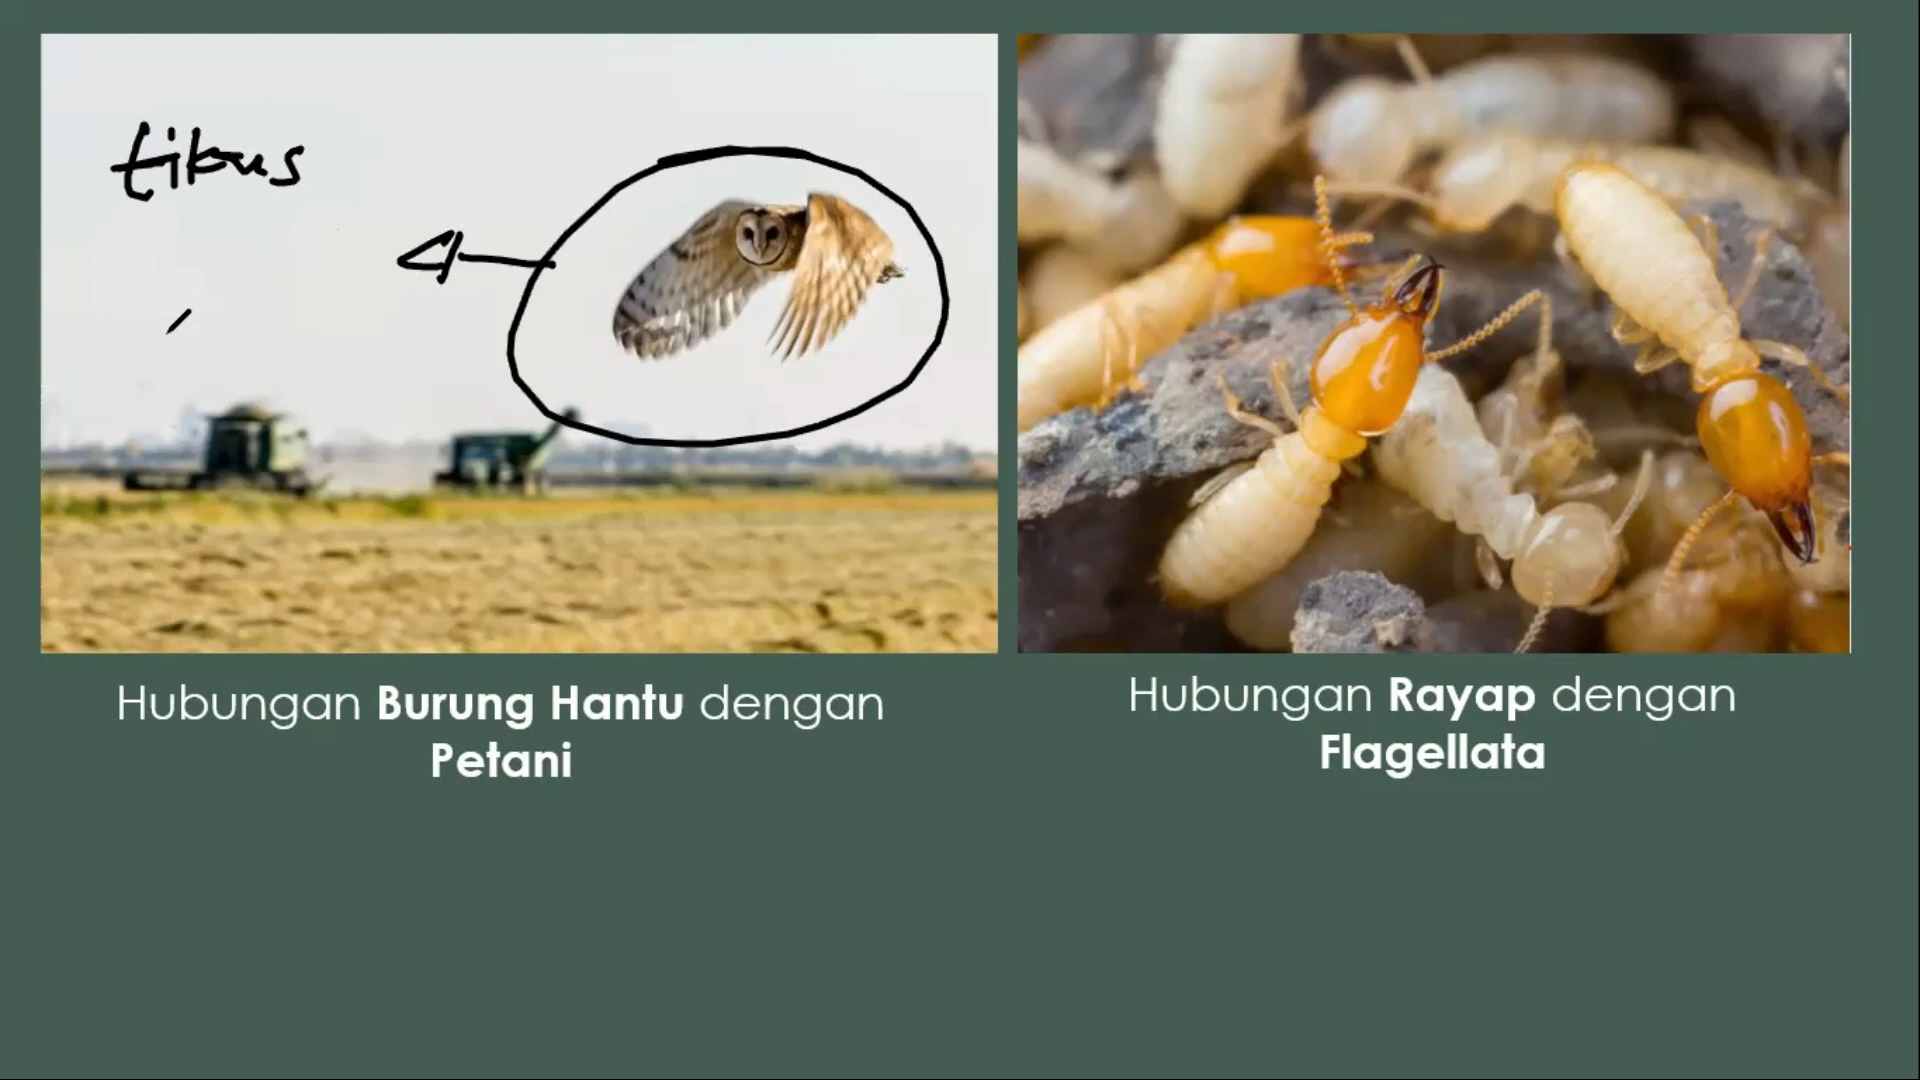 tikus
Hubungan Burung Hantu dengan
Petani
Hubungan Rayap dengan
Flagellata